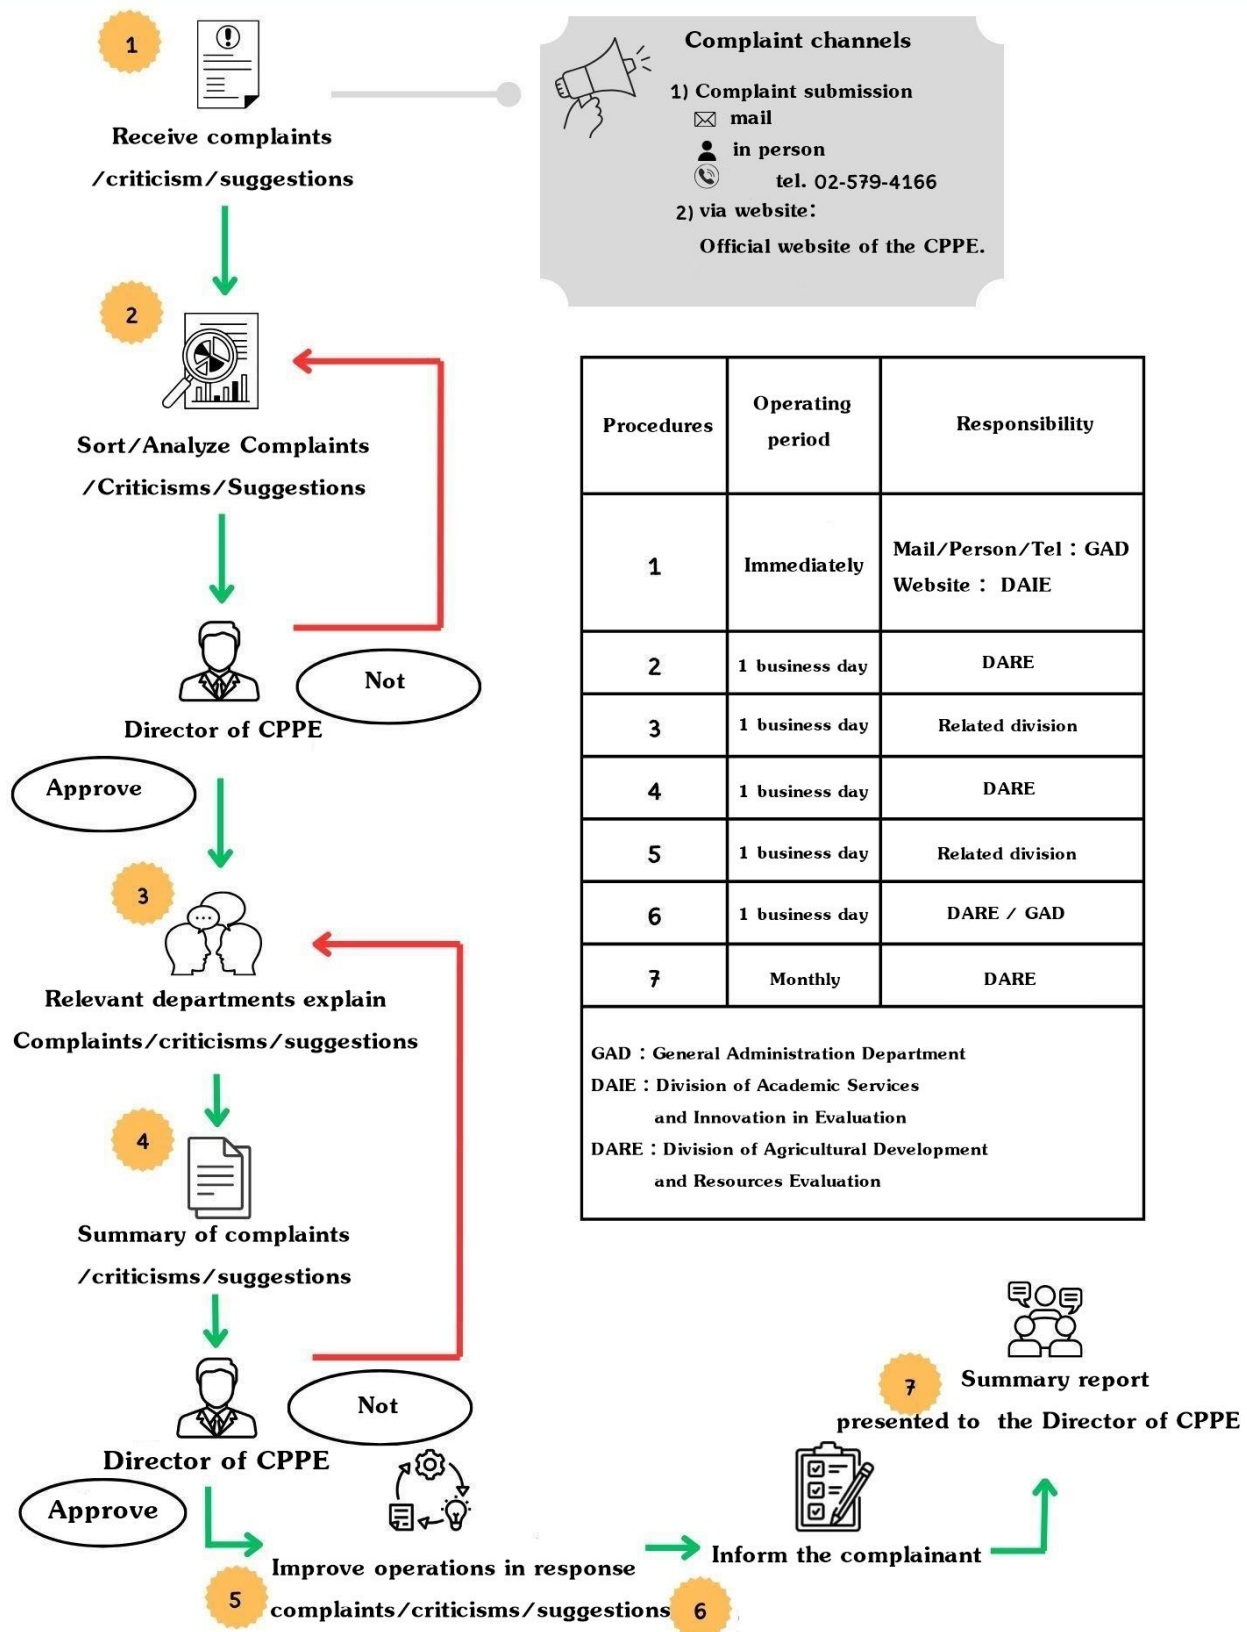 1
Receive complaints
/criticism/suggestions
Complaint channels
1) Complaint submission
mail
in person
tel. 02-579-4166
2) via website:
Official website of the CPPE.
2
Sort/Analyze Complaints
/Criticisms/Suggestions
Director of CPPE
Not
Approve
3
Relevant departments explain
Complaints/criticisms/suggestions
4
Summary of complaints
/criticisms/suggestions
Director of CPPE
Not
Approve
5
Improve operations in response
complaints/criticisms/suggestions
6
Inform the complainant
7
Summary report
presented to the Director of CPPE
Procedures Operating period Responsibility
1 Immediately Mail/Person/Tel : GAD
Website : DAIE
2 1 business day DARE
3 1 business day Related division
4 1 business day DARE
5 1 business day Related division
6 1 business day DARE / GAD
7 Monthly DARE
GAD : General Administration Department
DAIE : Division of Academic Services
and Innovation in Evaluation
DARE : Division of Agricultural Development
and Resources Evaluation